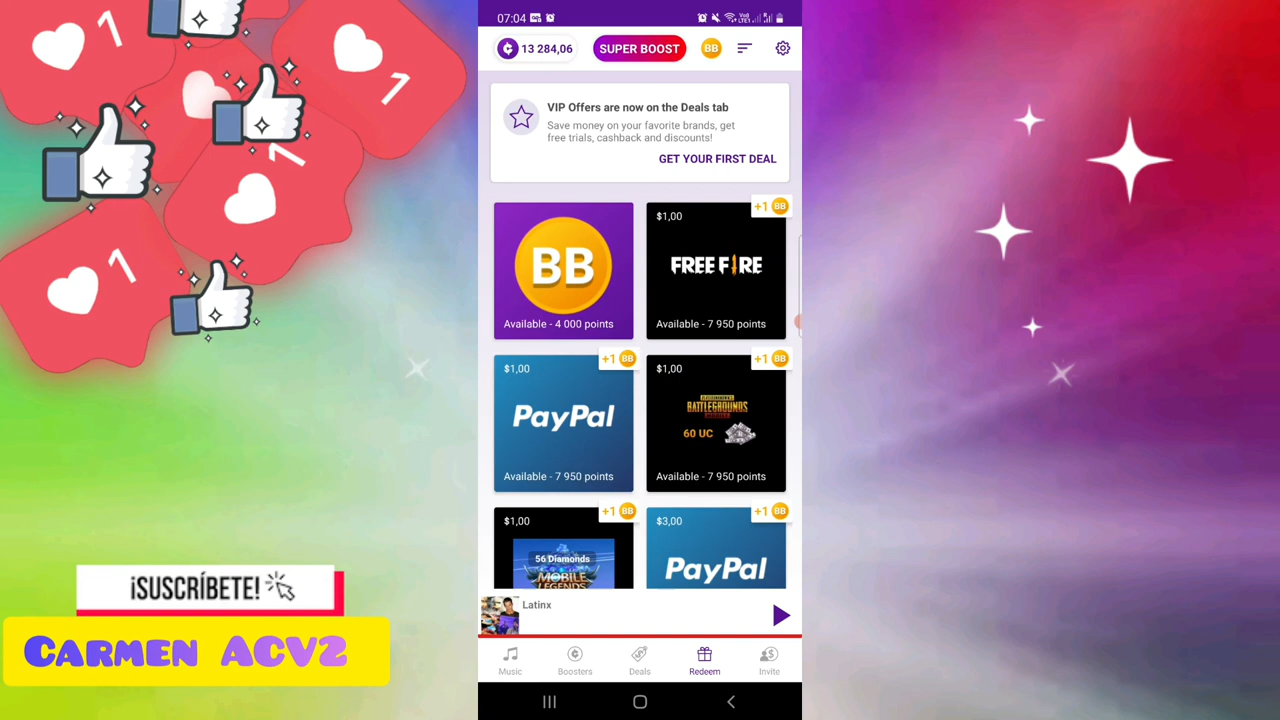 1
1
1
¡SUSCRÍBETE!
CARMEN ACV2
07:04
13 284,06
SUPER BOOST
BB
VIP Offers are now on the Deals tab
Save money on your favorite brands, get
free trials, cashback and discounts!
GET YOUR FIRST DEAL
BB
Available - 4 000 points
+1 BB
$1,00
FREE FIRE
Available - 7 950 points
+1 BB
$1,00
PayPal
Available - 7 950 points
+1 BB
$1,00
BATTLEGROUNDS
60 UC
Available - 7 950 points
+1 BB
$1,00
56 Diamonds
MOBILE
LEGENDS
+1 BB
$3,00
PayPal
Latinx
Music
Boosters
Deals
Redeem
Invite